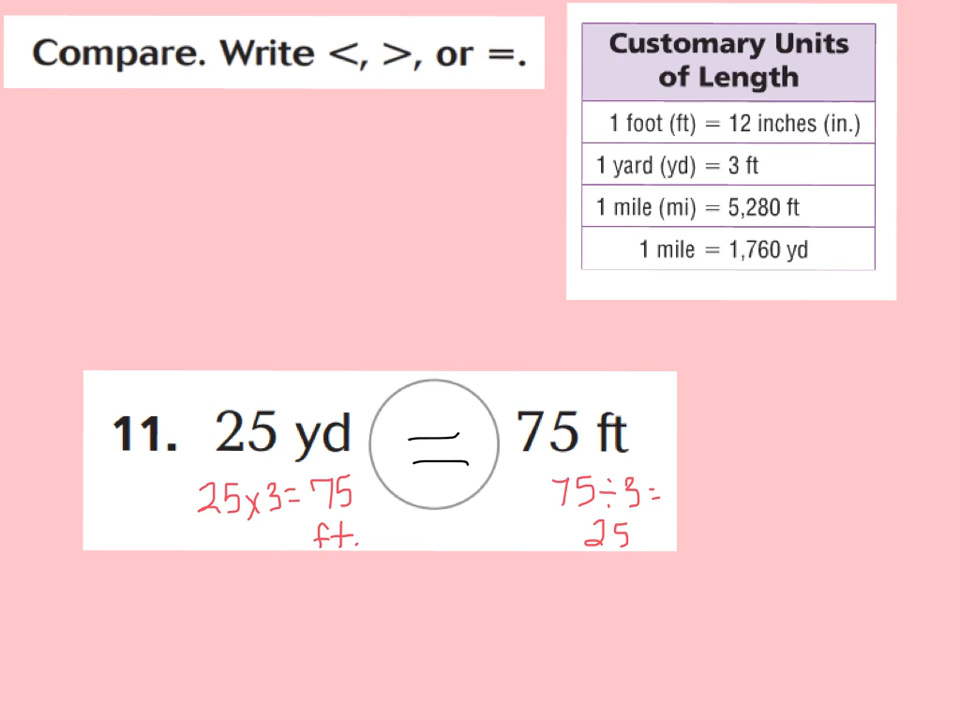 Compare. Write <, >, or =.
Customary Units
of Length
1 foot (ft) = 12 inches (in.)
1 yard (yd) = 3 ft
1 mile (mi) = 5,280 ft
1 mile = 1,760 yd
11. 25 yd = 75 ft
25x3=75
ft.
75÷3=
25